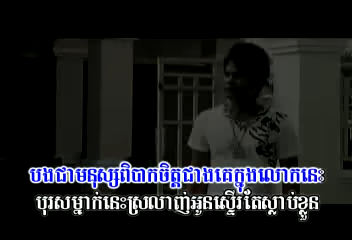 បងជាមនុស្សពិបាកចិត្តជាងគេក្នុងលោកនេះ
បុរសម្នាក់នេះស្រលាញ់អូនស្ទើរតែស្លាប់ខ្លួន